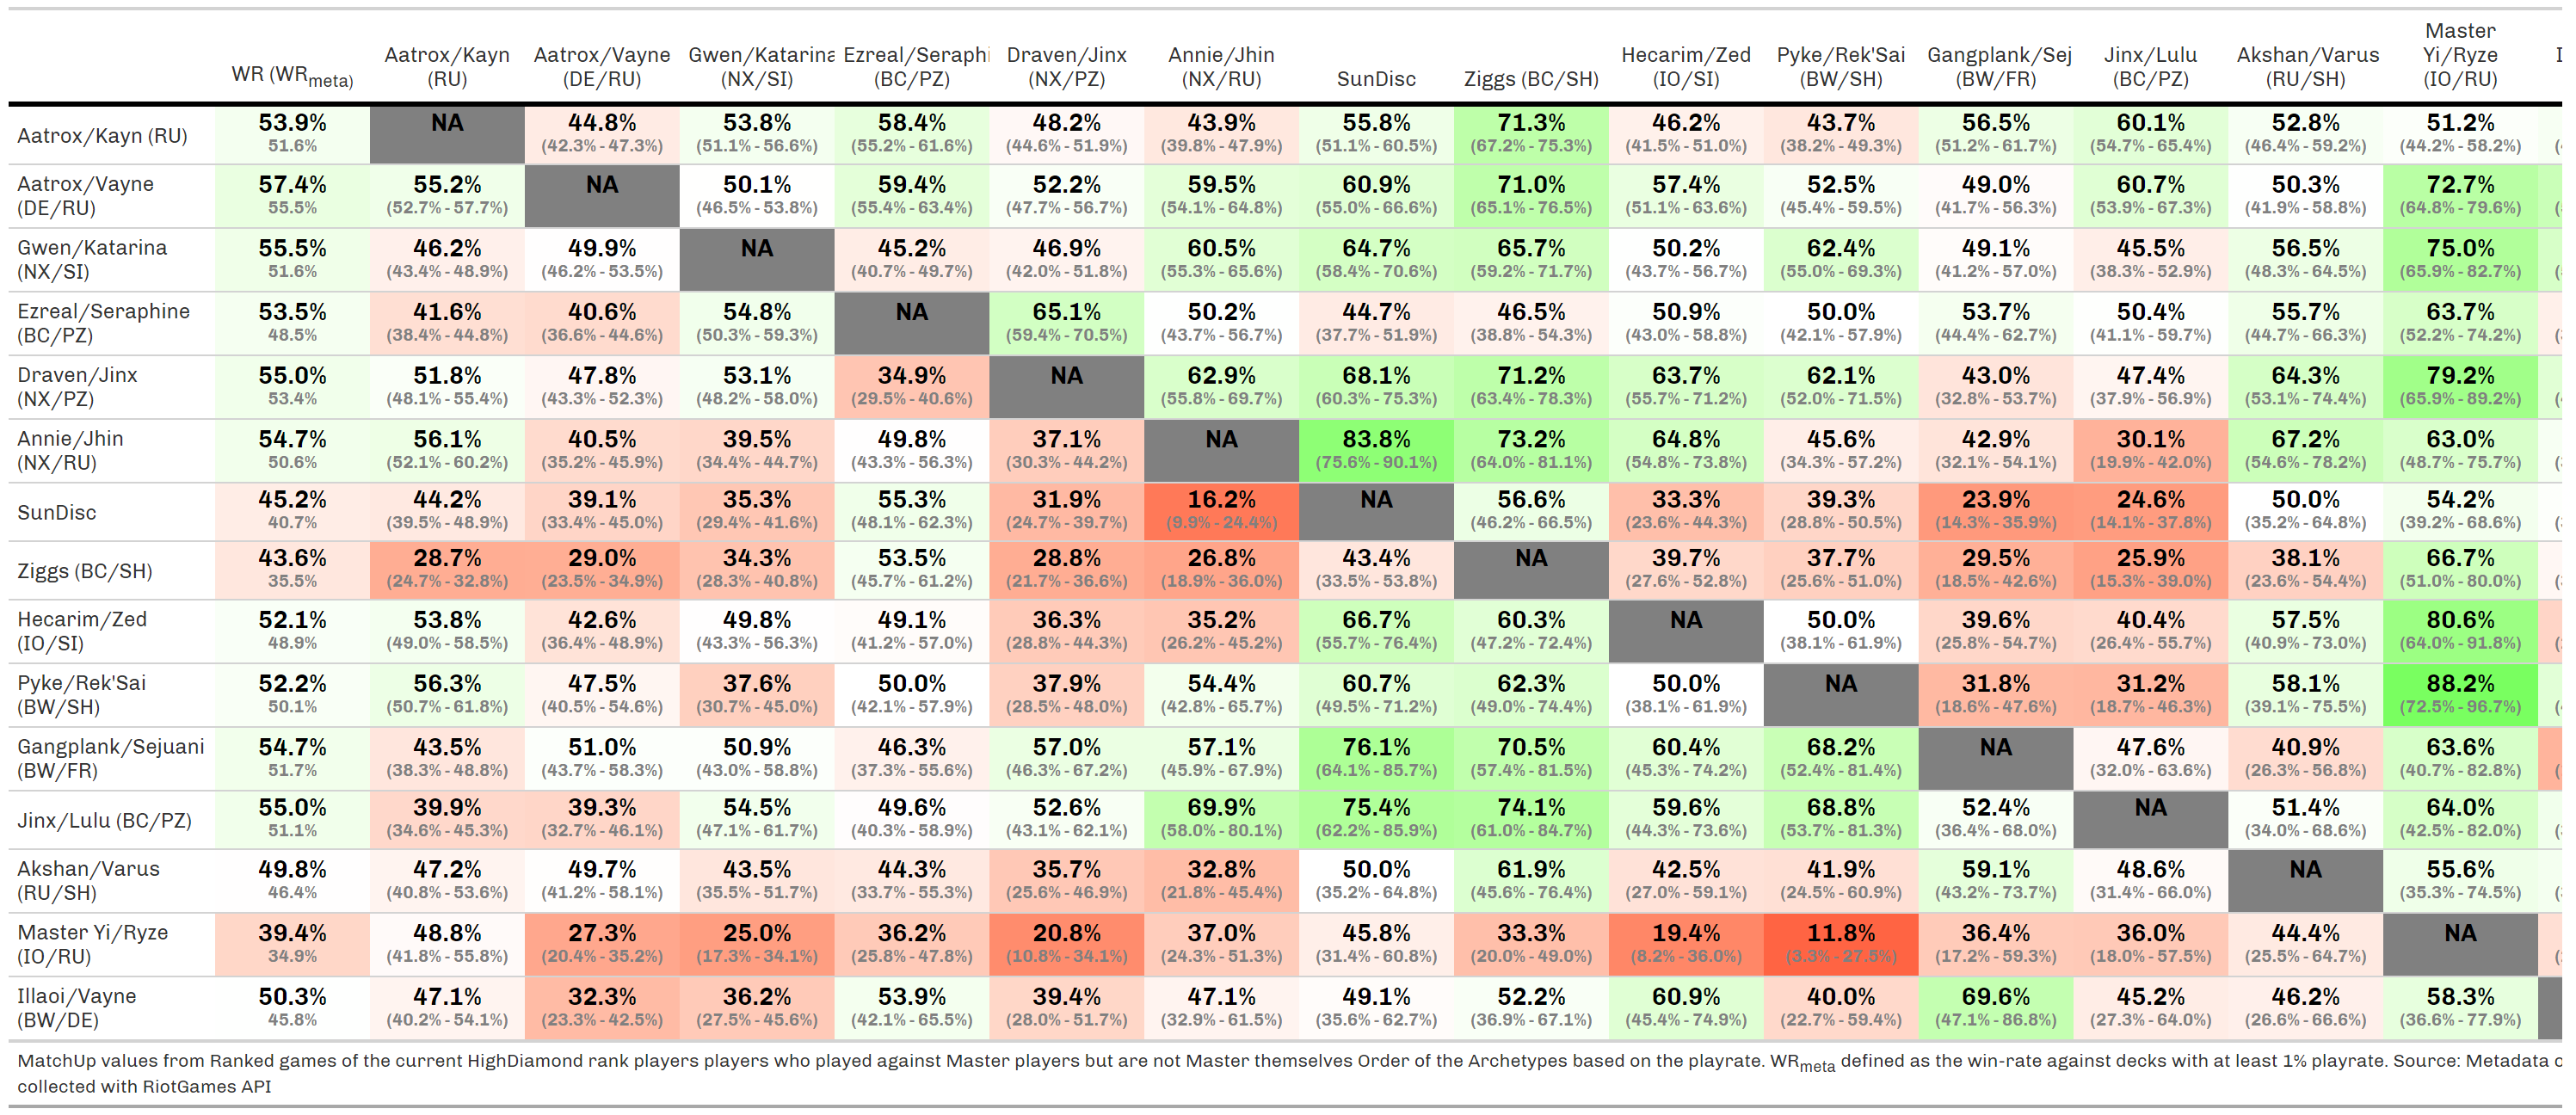 WR (WRmeta) Aatrox/Kayn (RU) Aatrox/Vayne (DE/RU) Gwen/Katarina (NX/SI) Ezreal/Seraphi (BC/PZ) Draven/Jinx (NX/PZ) Annie/Jhin (NX/RU) SunDisc Ziggs (BC/SH) Hecarim/Zed (IO/SI) Pyke/Rek'Sai (BW/SH) Gangplank/Sej (BW/FR) Jinx/Lulu (BC/PZ) Akshan/Varus (RU/SH) Master Yi/Ryze (IO/RU)
Aatrox/Kayn (RU) 53.9% NA 44.8% 53.8% 58.4% 48.2% 43.9% 55.8% 71.3% 46.2% 43.7% 56.5% 60.1% 52.8% 51.2%
51.6% (42.3% - 47.3%) (51.1% - 56.6%) (55.2% - 61.6%) (44.6% - 51.9%) (39.8% - 47.9%) (51.1% - 60.5%) (67.2% - 75.3%) (41.5% - 51.0%) (38.2% - 49.3%) (51.2% - 61.7%) (54.7% - 65.4%) (46.4% - 59.2%) (44.2% - 58.2%)
Aatrox/Vayne 57.4% 55.2% NA 50.1% 59.4% 52.2% 59.5% 60.9% 71.0% 57.4% 52.5% 49.0% 60.7% 50.3% 72.7%
(DE/RU) 55.5% (52.7% - 57.7%) (46.5% - 53.8%) (55.4% - 63.4%) (47.7% - 56.7%) (54.1% - 64.8%) (55.0% - 66.6%) (65.1% - 76.5%) (51.1% - 63.6%) (45.4% - 59.5%) (41.7% - 56.3%) (53.9% - 67.3%) (41.9% - 58.8%) (64.8% - 79.6%)
Gwen/Katarina 55.5% 46.2% 49.9% NA 45.2% 46.9% 60.5% 64.7% 65.7% 50.2% 62.4% 49.1% 45.5% 56.5% 75.0%
(NX/SI) 51.6% (43.4% - 48.9%) (46.2% - 53.5%) (40.7% - 49.7%) (42.0% - 51.8%) (55.3% - 65.6%) (58.4% - 70.6%) (59.2% - 71.7%) (43.7% - 56.7%) (55.0% - 69.3%) (41.2% - 57.0%) (38.3% - 52.9%) (48.3% - 64.5%) (65.9% - 82.7%)
Ezreal/Seraphine 53.5% 41.6% 40.6% 54.8% NA 65.1% 50.2% 44.7% 46.5% 50.9% 50.0% 53.7% 50.4% 55.7% 63.7%
(BC/PZ) 48.5% (38.4% - 44.8%) (36.6% - 44.6%) (50.3% - 59.3%) (59.4% - 70.5%) (43.7% - 56.7%) (37.7% - 51.9%) (38.8% - 54.3%) (43.0% - 58.8%) (42.1% - 57.9%) (44.4% - 62.7%) (41.1% - 59.7%) (44.7% - 66.3%) (52.2% - 74.2%)
Draven/Jinx 55.0% 51.8% 47.8% 53.1% 34.9% NA 62.9% 68.1% 71.2% 63.7% 62.1% 43.0% 47.4% 64.3% 79.2%
(NX/PZ) 53.4% (48.1% - 55.4%) (43.3% - 52.3%) (48.2% - 58.0%) (29.5% - 40.6%) (55.8% - 69.7%) (60.3% - 75.3%) (63.4% - 78.3%) (55.7% - 71.2%) (52.0% - 71.5%) (32.8% - 53.7%) (37.9% - 56.9%) (53.1% - 74.4%) (65.9% - 89.2%)
Annie/Jhin 54.7% 56.1% 40.5% 39.5% 49.8% 37.1% NA 83.8% 73.2% 64.8% 45.6% 42.9% 30.1% 67.2% 63.0%
(NX/RU) 50.6% (52.1% - 60.2%) (35.2% - 45.9%) (34.4% - 44.7%) (43.3% - 56.3%) (30.3% - 44.2%) (75.6% - 90.1%) (64.0% - 81.1%) (54.8% - 73.8%) (34.3% - 57.2%) (32.1% - 54.1%) (19.9% - 42.0%) (54.6% - 78.2%) (48.7% - 75.7%)
SunDisc 45.2% 44.2% 39.1% 35.3% 55.3% 31.9% 16.2% NA 56.6% 33.3% 39.3% 23.9% 24.6% 50.0% 54.2%
40.7% (39.5% - 48.9%) (33.4% - 45.0%) (29.4% - 41.6%) (48.1% - 62.3%) (24.7% - 39.7%) (9.9% - 24.4%) (46.2% - 66.5%) (23.6% - 44.3%) (28.8% - 50.5%) (14.3% - 35.9%) (14.1% - 37.8%) (35.2% - 64.8%) (39.2% - 68.6%)
Ziggs (BC/SH) 43.6% 28.7% 29.0% 34.3% 53.5% 28.8% 26.8% 43.4% NA 39.7% 37.7% 29.5% 25.9% 38.1% 66.7%
35.5% (24.7% - 32.8%) (23.5% - 34.9%) (28.3% - 40.8%) (45.7% - 61.2%) (21.7% - 36.6%) (18.9% - 36.0%) (33.5% - 53.8%) (27.6% - 52.8%) (25.6% - 51.0%) (18.5% - 42.6%) (15.3% - 39.0%) (23.6% - 54.4%) (51.0% - 80.0%)
Hecarim/Zed 52.1% 53.8% 42.6% 49.8% 49.1% 36.3% 35.2% 66.7% 60.3% NA 50.0% 39.6% 40.4% 57.5% 80.6%
(IO/SI) 48.9% (49.0% - 58.5%) (36.4% - 48.9%) (43.3% - 56.3%) (41.2% - 57.0%) (28.8% - 44.3%) (26.2% - 45.2%) (55.7% - 76.4%) (47.2% - 72.4%) (38.1% - 61.9%) (25.8% - 54.7%) (26.4% - 55.7%) (40.9% - 73.0%) (64.0% - 91.8%)
Pyke/Rek'Sai 52.2% 56.3% 47.5% 37.6% 50.0% 37.9% 54.4% 60.7% 62.3% 50.0% NA 31.8% 31.2% 58.1% 88.2%
(BW/SH) 50.1% (50.7% - 61.8%) (40.5% - 54.6%) (30.7% - 45.0%) (42.1% - 57.9%) (28.5% - 48.0%) (42.8% - 65.7%) (49.5% - 71.2%) (49.0% - 74.4%) (38.1% - 61.9%) (18.6% - 47.6%) (18.7% - 46.3%) (39.1% - 75.5%) (72.5% - 96.7%)
Gangplank/Sejuani 54.7% 43.5% 51.0% 50.9% 46.3% 57.0% 57.1% 76.1% 70.5% 60.4% 68.2% NA 47.6% 40.9% 63.6%
(BW/FR) 51.7% (38.3% - 48.8%) (43.7% - 58.3%) (43.0% - 58.8%) (37.3% - 55.6%) (46.3% - 67.2%) (45.9% - 67.9%) (64.1% - 85.7%) (57.4% - 81.5%) (45.3% - 74.2%) (52.4% - 81.4%) (32.0% - 63.6%) (26.3% - 56.8%) (40.7% - 82.8%)
Jinx/Lulu (BC/PZ) 55.0% 39.9% 39.3% 54.5% 49.6% 52.6% 69.9% 75.4% 74.1% 59.6% 68.8% 52.4% NA 51.4% 64.0%
51.1% (34.6% - 45.3%) (32.7% - 46.1%) (47.1% - 61.7%) (40.3% - 58.9%) (43.1% - 62.1%) (58.0% - 80.1%) (62.2% - 85.9%) (61.0% - 84.7%) (44.3% - 73.6%) (53.7% - 81.3%) (36.4% - 68.0%) (34.0% - 68.6%) (42.5% - 82.0%)
Akshan/Varus 49.8% 47.2% 49.7% 43.5% 44.3% 35.7% 32.8% 50.0% 61.9% 42.5% 41.9% 59.1% 48.6% NA 55.6%
(RU/SH) 46.4% (40.8% - 53.6%) (41.2% - 58.1%) (35.5% - 51.7%) (33.7% - 55.3%) (25.6% - 46.9%) (21.8% - 45.4%) (35.2% - 64.8%) (45.6% - 76.4%) (27.0% - 59.1%) (24.5% - 60.9%) (43.2% - 73.7%) (31.4% - 66.0%) (35.3% - 74.5%)
Master Yi/Ryze 39.4% 48.8% 27.3% 25.0% 36.2% 20.8% 37.0% 45.8% 33.3% 19.4% 11.8% 36.4% 36.0% 44.4% NA
(IO/RU) 34.9% (41.8% - 55.8%) (20.4% - 35.2%) (17.3% - 34.1%) (25.8% - 47.8%) (10.8% - 34.1%) (24.3% - 51.3%) (31.4% - 60.8%) (20.0% - 49.0%) (8.2% - 36.0%) (3.3% - 27.5%) (17.2% - 59.3%) (18.0% - 57.5%) (25.5% - 64.7%)
Illaoi/Vayne 50.3% 47.1% 32.3% 36.2% 53.9% 39.4% 47.1% 49.1% 52.2% 60.9% 40.0% 69.6% 45.2% 46.2% 58.3%
(BW/DE) 45.8% (40.2% - 54.1%) (23.3% - 42.5%) (27.5% - 45.6%) (42.1% - 65.5%) (28.0% - 51.7%) (32.9% - 61.5%) (35.6% - 62.7%) (36.9% - 67.1%) (45.4% - 74.9%) (22.7% - 59.4%) (47.1% - 86.8%) (27.3% - 64.0%) (26.6% - 66.6%) (36.6% - 77.9%)
MatchUp values from Ranked games of the current HighDiamond rank players players who played against Master players but are not Master themselves Order of the Archetypes based on the playrate. WRmeta defined as the win-rate against decks with at least 1% playrate. Source: Metadata
collected with RiotGames API